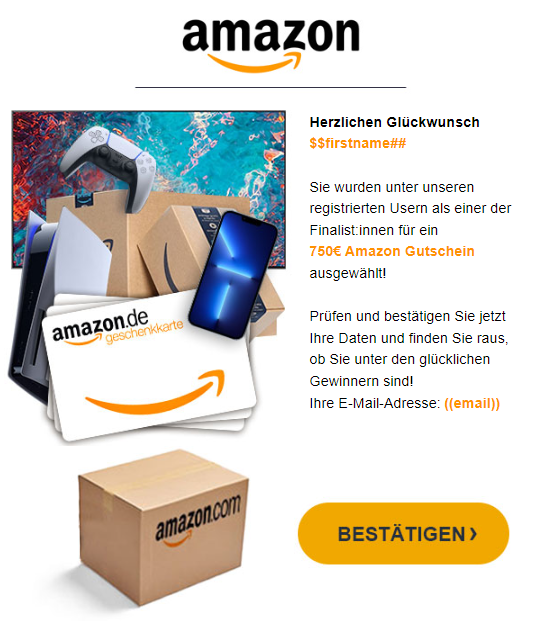 amazon
Herzlichen Glückwunsch
$$firstname##
Sie wurden unter unseren
registrierten Usern als einer der
Finalist:innen für ein
750€ Amazon Gutschein
ausgewählt!
Prüfen und bestätigen Sie jetzt
Ihre Daten und finden Sie raus,
ob Sie unter den glücklichen
Gewinnern sind!
Ihre E-Mail-Adresse: ((email))
amazon.de
geschenkkarte
amazon.com
BESTÄTIGEN ›